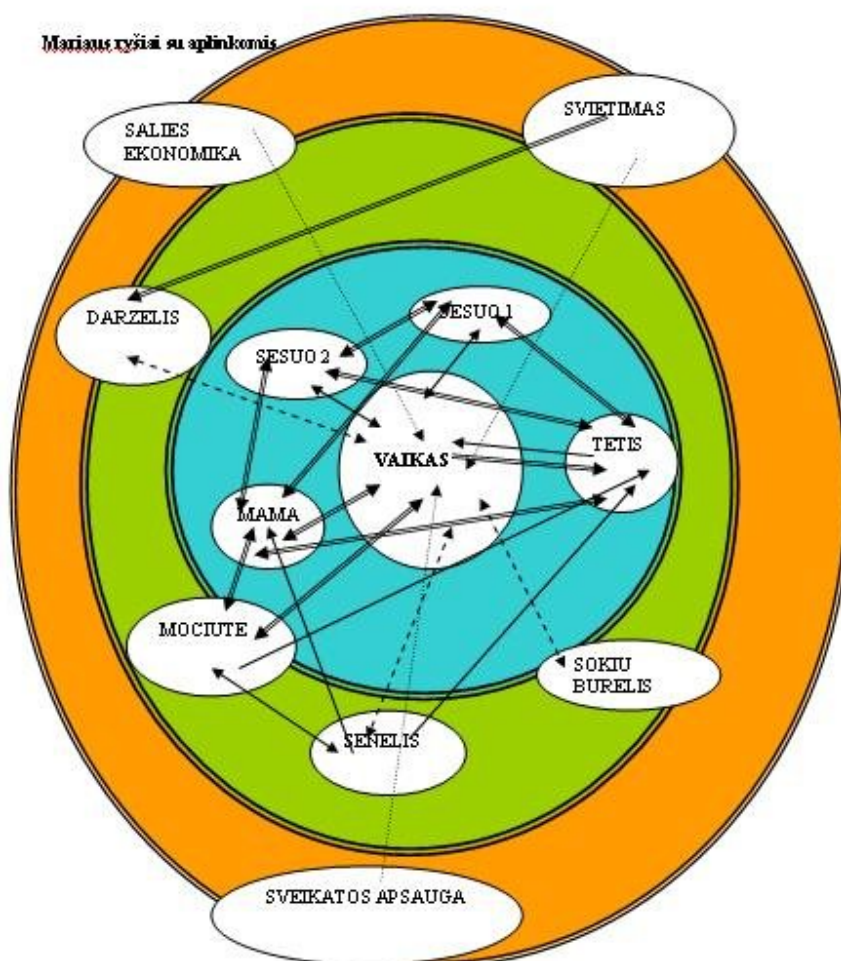 Mariaus ryšiai su aplinkomis
SALIES
EKONOMIKA
SVIETIMAS
DARZELIS
SESUO 1
SESUO 2
VAIKAS
TETIS
MAMA
MOCIUTE
SOKIU
BURELIS
SENELIS
SVEIKATOS APSAUGA